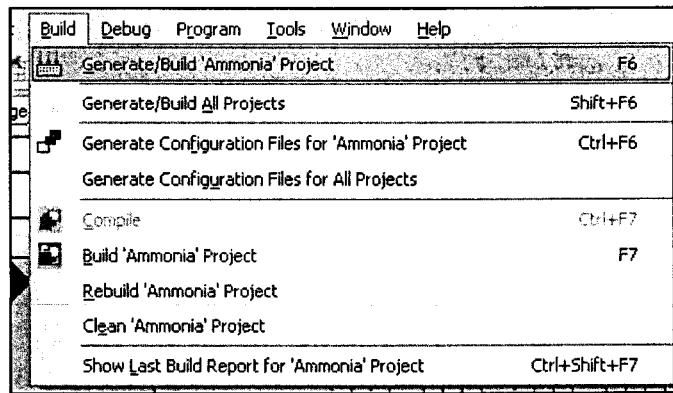 Build Debug Program Tools Window Help
Generate/Build 'Ammonia' Project F6
ge
Generate/Build All Projects Shift+F6
Generate Configuration Files for 'Ammonia' Project Ctrl+F6
Generate Configuration Files for All Projects
Compile Ctrl+F7
Build 'Ammonia' Project F7
Rebuild 'Ammonia' Project
Clean 'Ammonia' Project
Show Last Build Report for 'Ammonia' Project Ctrl+Shift+F7